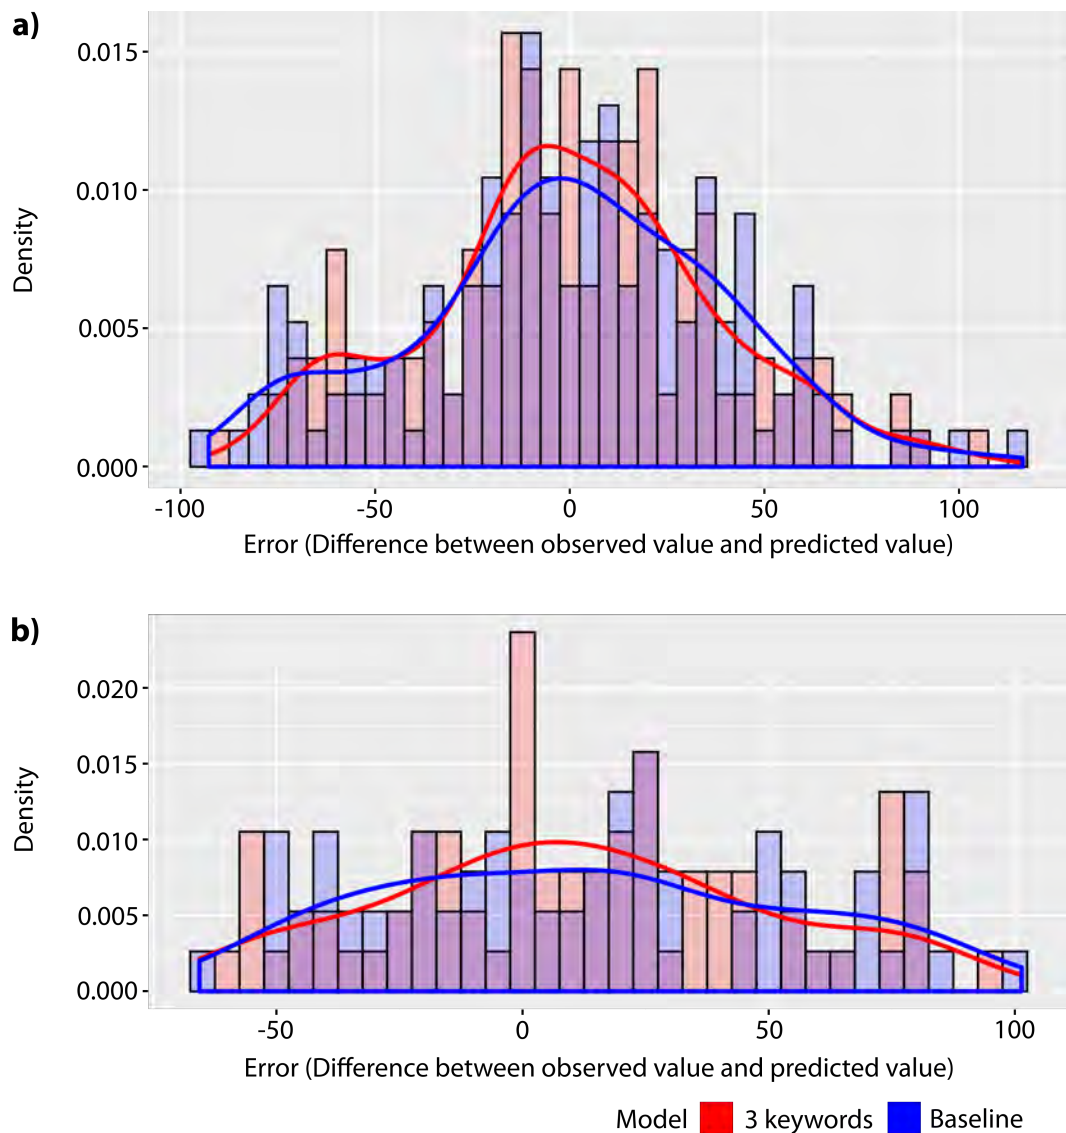 a)
0.015
0.010
0.005
0.000
Density
-100 -50 0 50 100
Error (Difference between observed value and predicted value)
b)
0.020
0.015
0.010
0.005
0.000
Density
-50 0 50 100
Error (Difference between observed value and predicted value)
Model 3 keywords Baseline